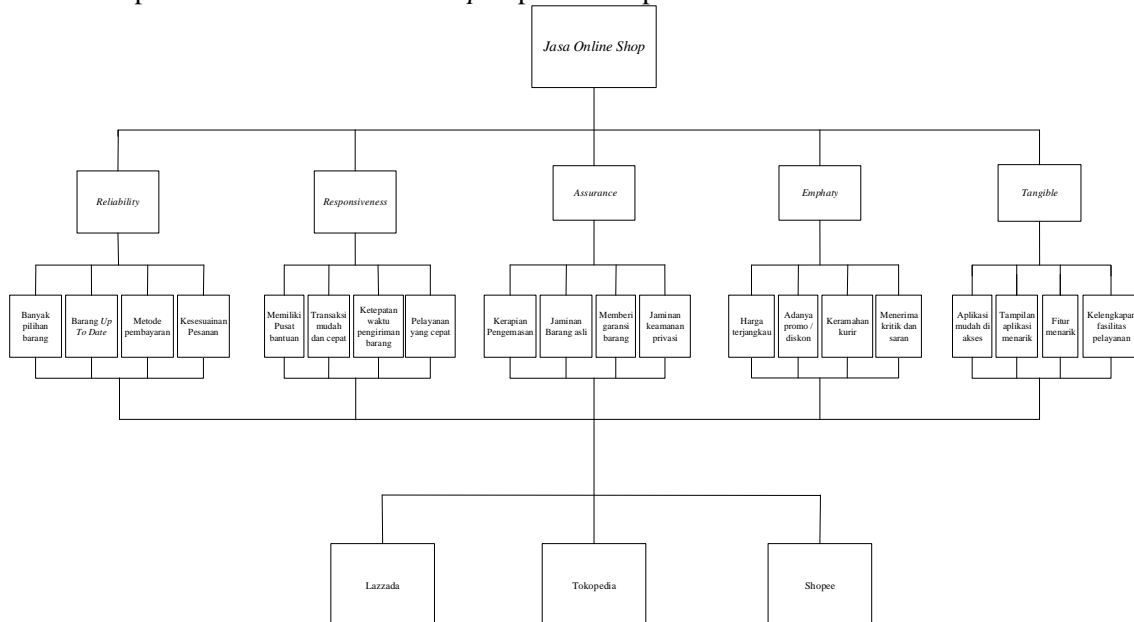 Jasa Online Shop
Reliability
Responsiveness
Assurance
Emphaty
Tangible
Banyak
pilihan
barang
Barang Up
To Date
Metode
pembayaran
Kesesuainan
Pesanan
Memiliki
Pusat
bantuan
Transaksi
mudah
dan cepat
Ketepatan
waktu
pengiriman
barang
Pelayanan
yang cepat
Kerapian
Pengemasan
Jaminan
Barang asli
Memberi
garansi
barang
Jaminan
keamanan
privasi
Harga
terjangkau
Adanya
promo /
diskon
Keramahan
kurir
Menerima
kritik dan
saran
Aplikasi
mudah di
akses
Tampilan
aplikasi
menarik
Fitur
menarik
Kelengkapan
fasilitas
pelayanan
Lazzada
Tokopedia
Shopee